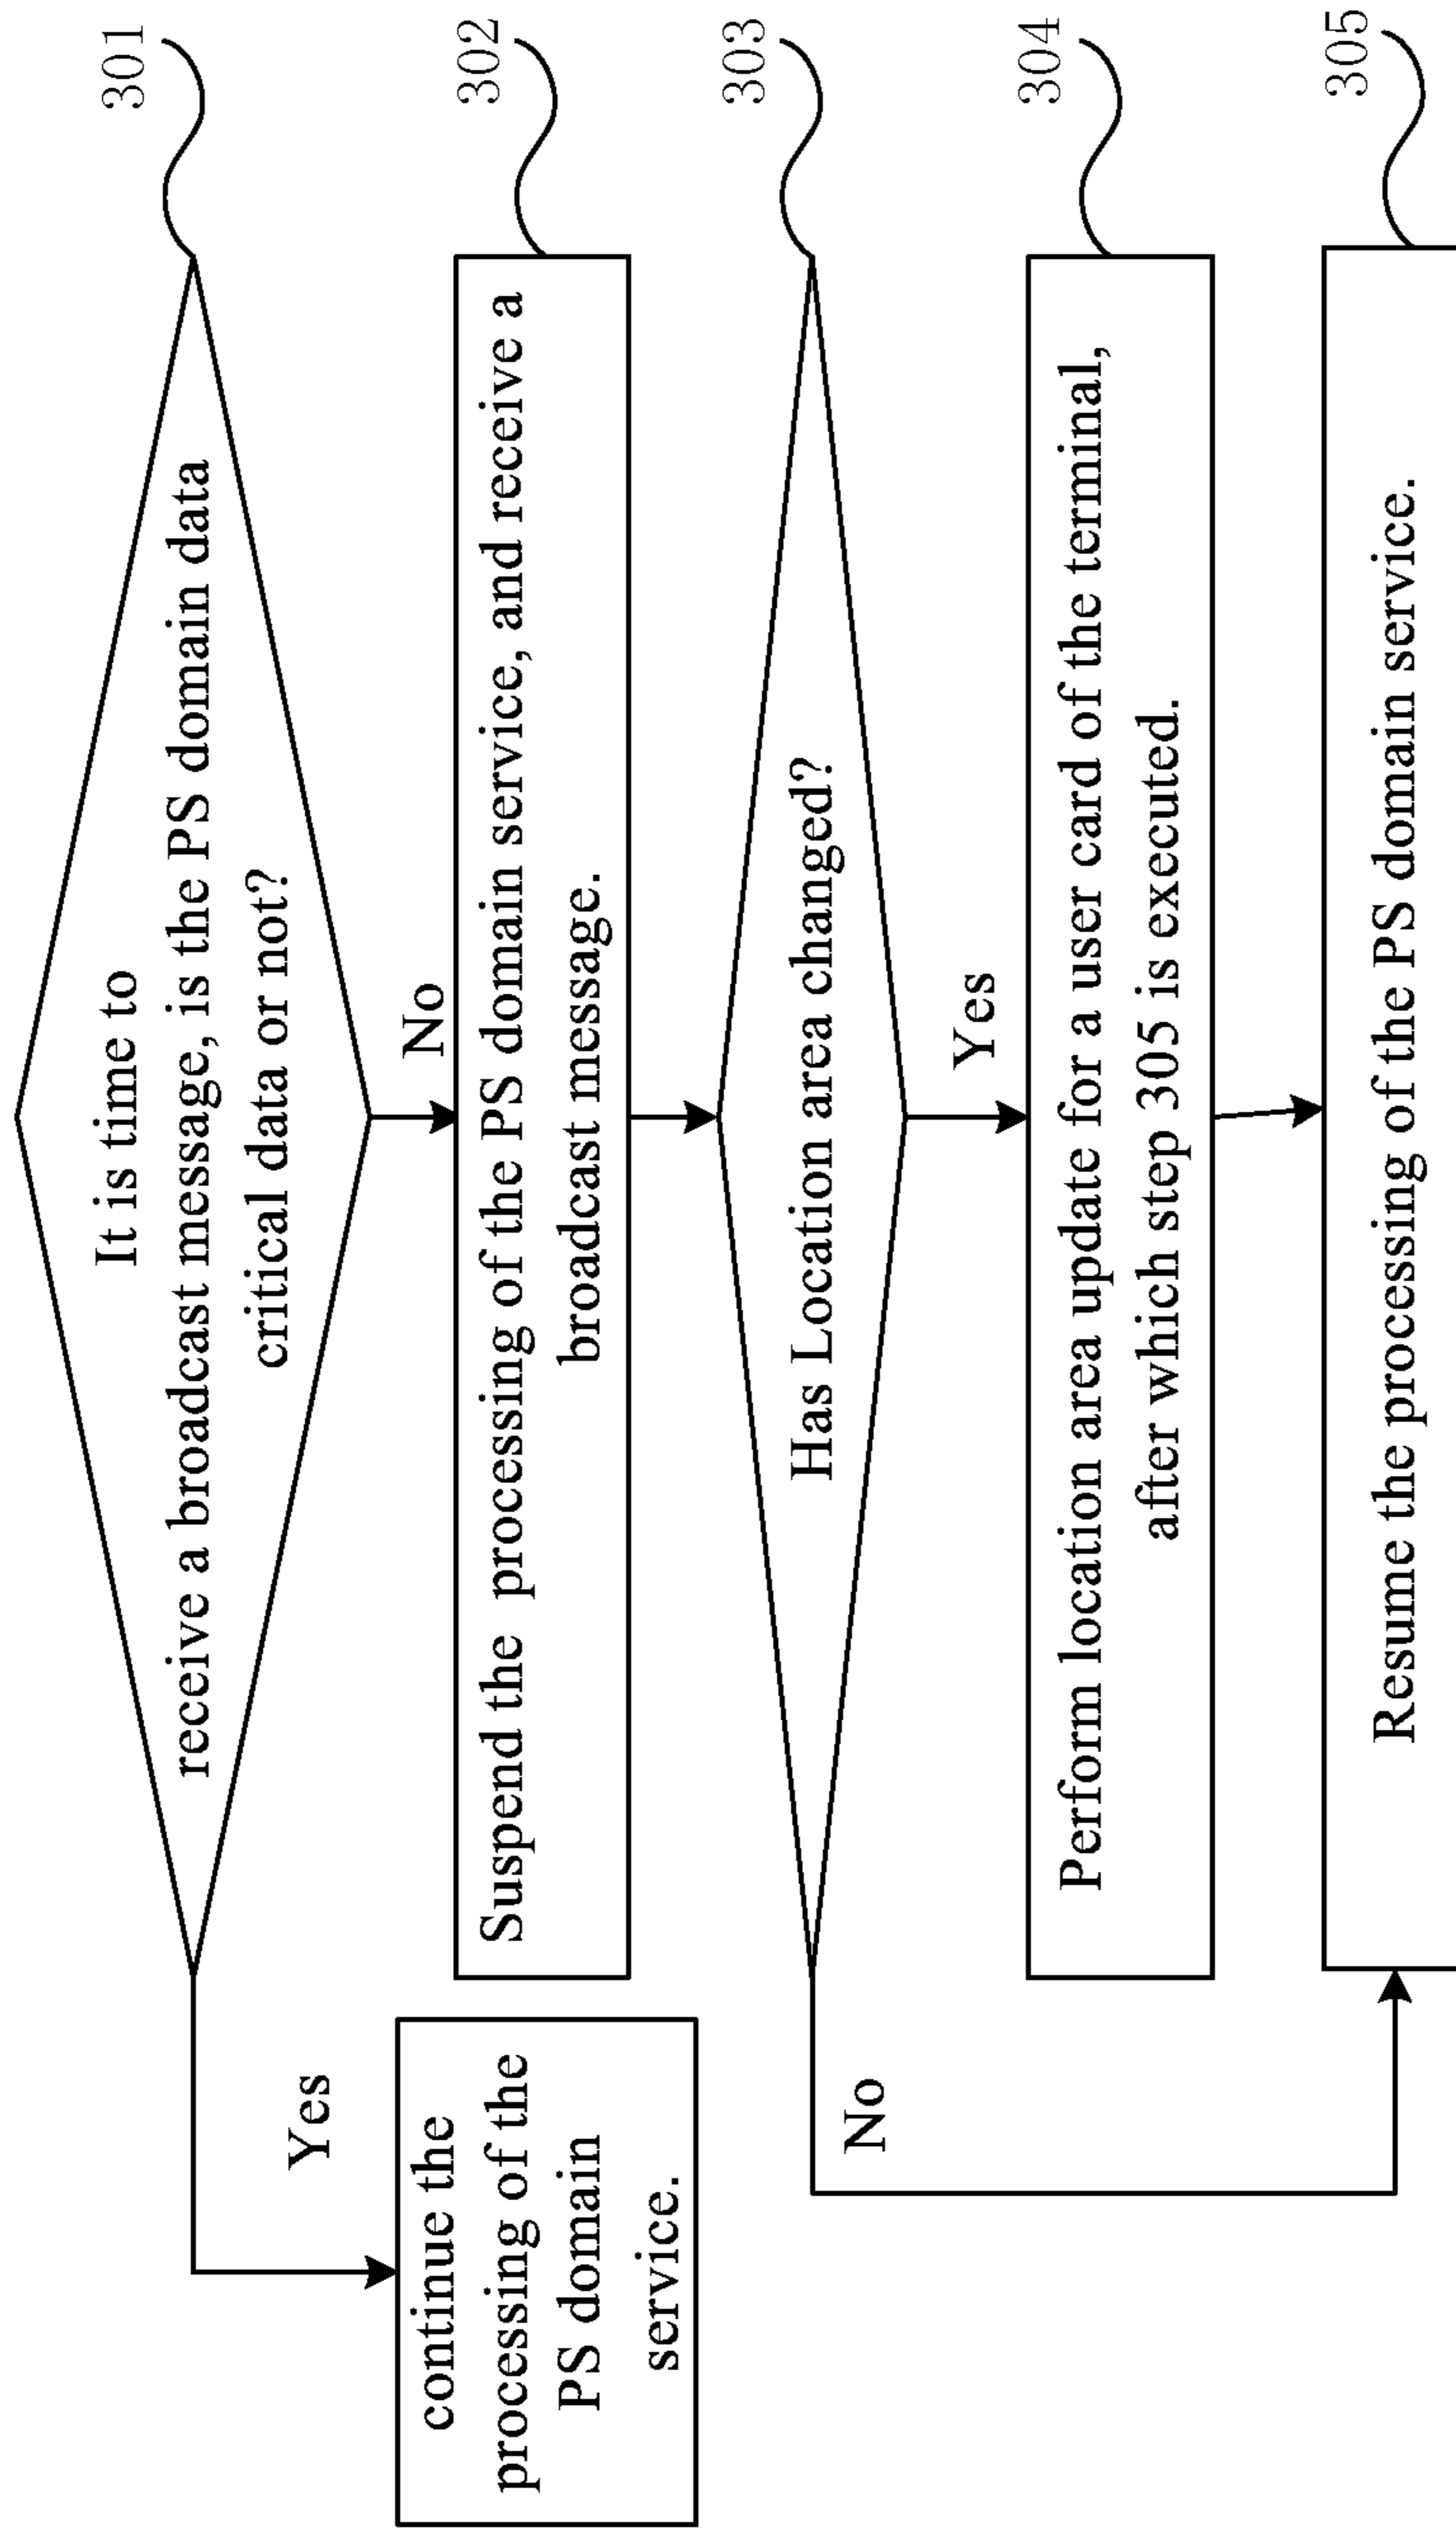 301
It is time to
receive a broadcast message, is the PS domain data
critical data or not?
Yes
No
continue the
processing of the
PS domain
service.
302
Suspend the processing of the PS domain service, and receive a
broadcast message.
303
Has Location area changed?
No
Yes
304
Perform location area update for a user card of the terminal,
after which step 305 is executed.
305
Resume the processing of the PS domain service.